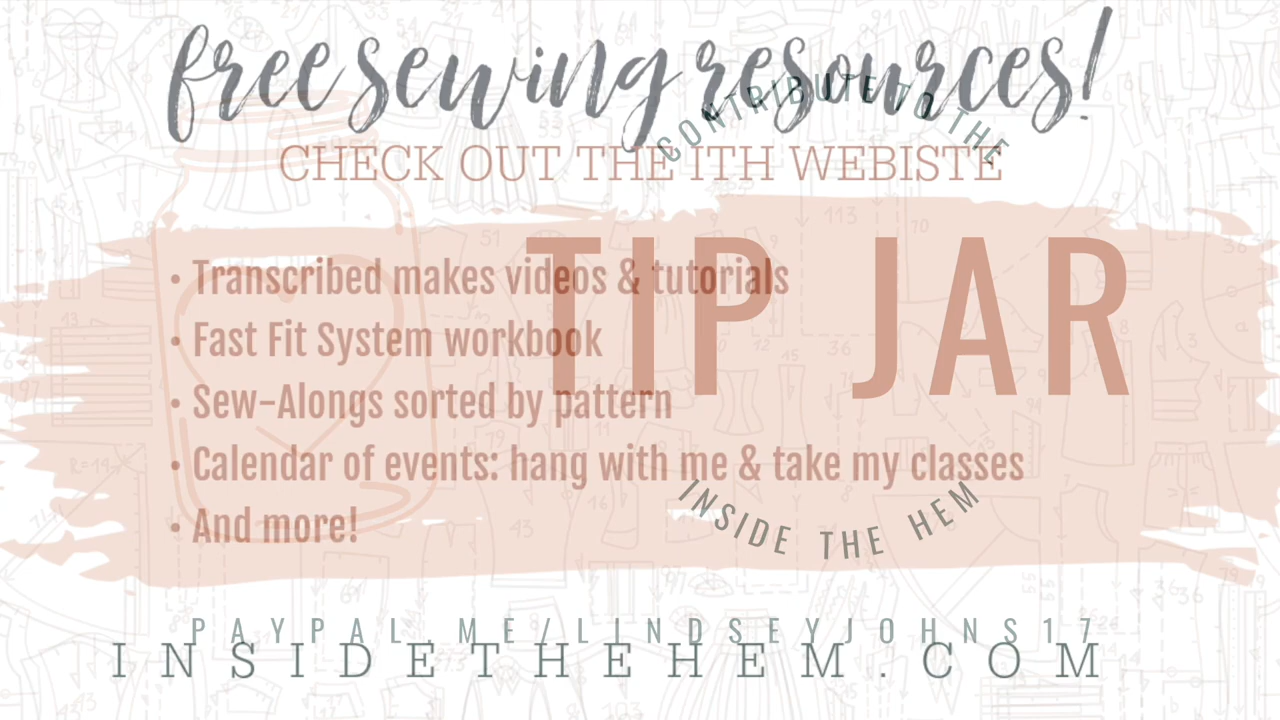 free sewing resources!
CONTRIBUTE TO THE
CHECK OUT THE ITH WEBISTE
TIP JAR
• Transcribed makes videos & tutorials
• Fast Fit System workbook
• Sew-Alongs sorted by pattern
• Calendar of events: hang with me & take my classes
• And more!
INSIDE THE HEM
PAYPAL.ME/LINDSEYJOHNS17
INSIDETHEHEM.COM